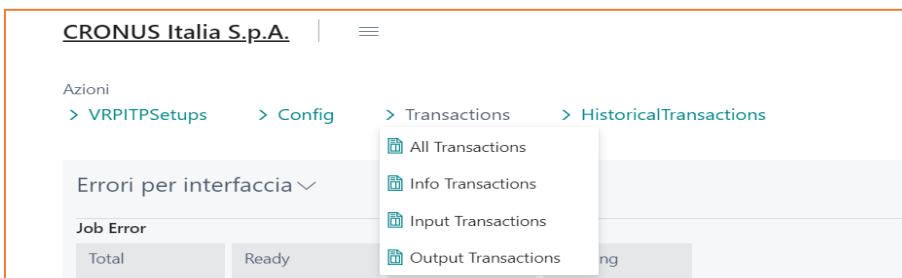 CRONUS Italia S.p.A.
Azioni
> VRPITPSetups > Config > Transactions > HistoricalTransactions
All Transactions
Info Transactions
Input Transactions
Output Transactions
Errori per interfaccia
Job Error
Total Ready ng